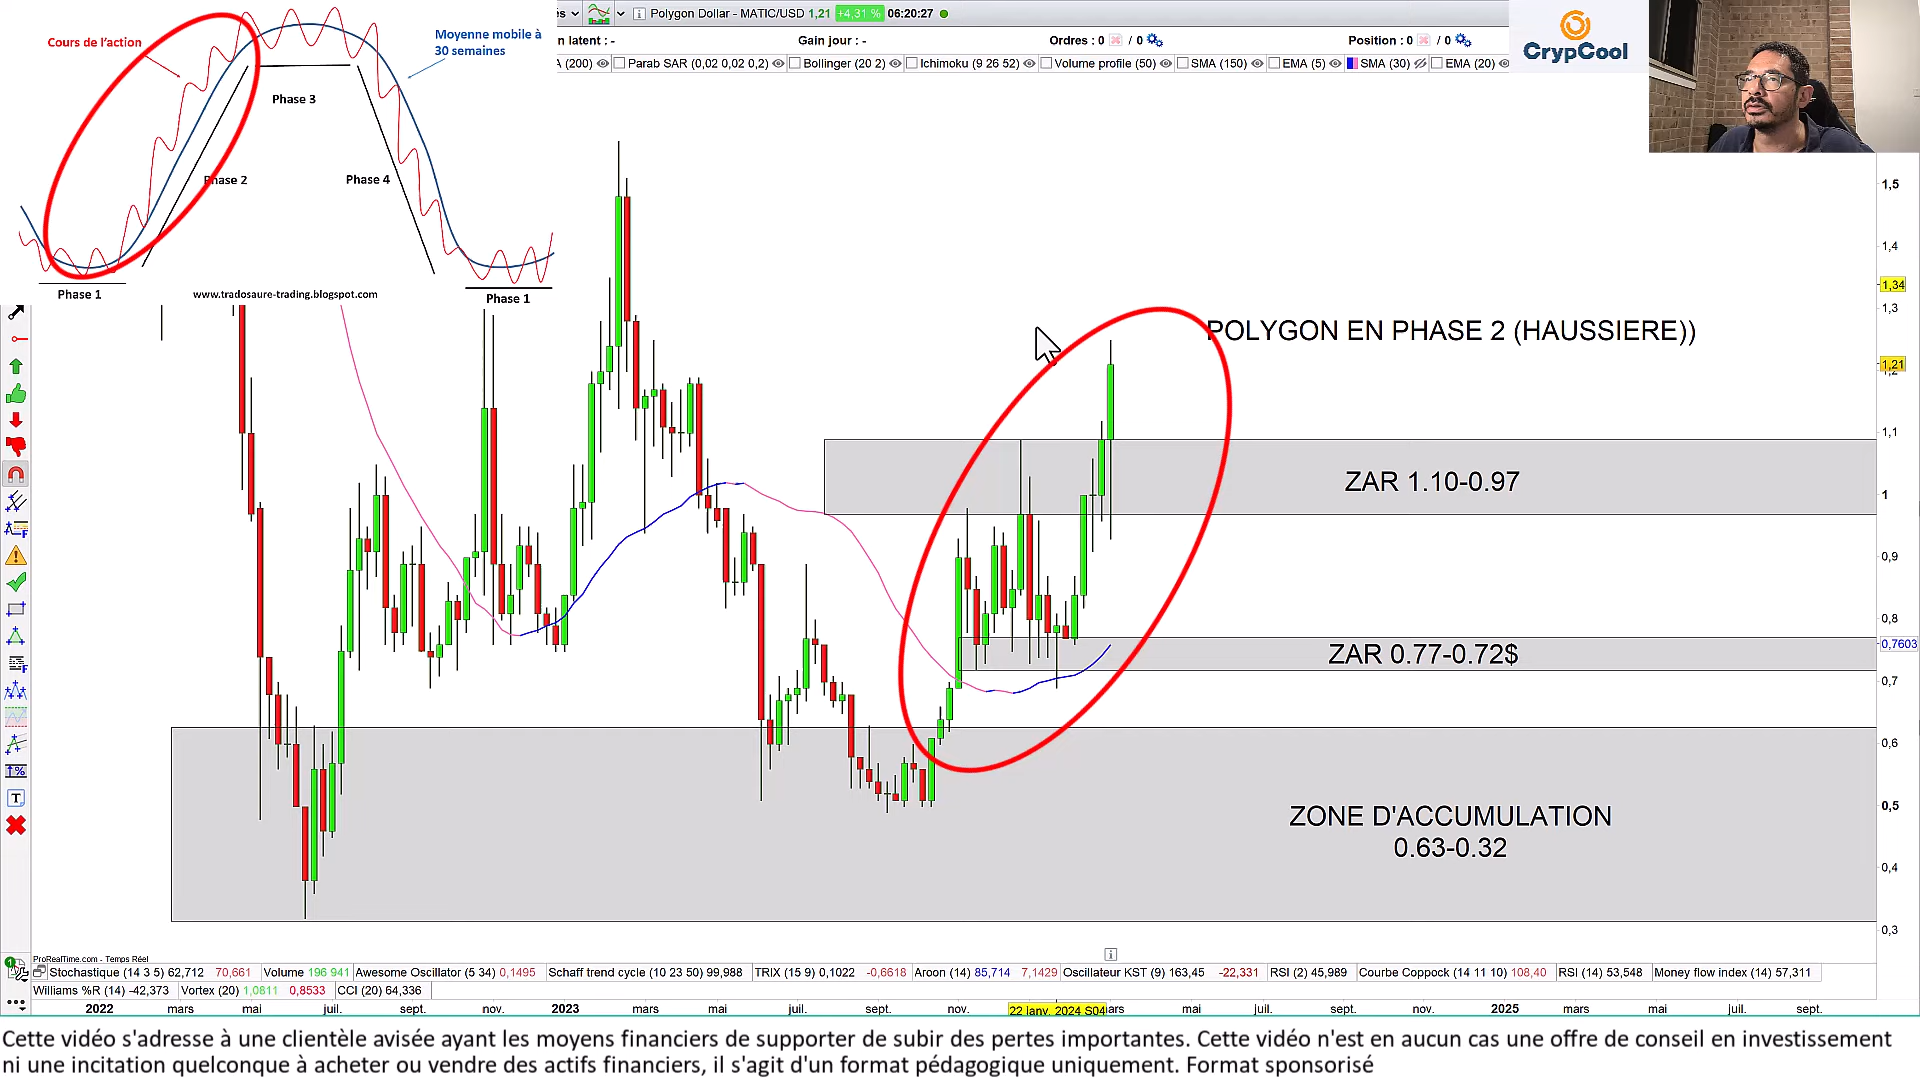 Cours de l’action
Moyenne mobile à
30 semaines
Phase 3
Phase 2
Phase 4
Phase 1
www.tradosaure-trading.blogspot.com
Phase 1
Polygon Dollar - MATIC/USD 1,21 +4,31 % 06:20:27
n latent : -
Gain jour : -
Ordres : 0 / 0
Position : 0 / 0
(200) Parab SAR (0,02 0,02 0,2) Bollinger (20 2) Ichimoku (9 26 52) Volume profile (50) SMA (150) EMA (5) SMA (30) EMA (20)
CrypCool
1,5
1,4
1,34
1,3
1,21
1,2
1,1
1
0,9
0,8
0,7603
0,7
0,6
0,5
0,4
0,3
POLYGON EN PHASE 2 (HAUSSIERE))
ZAR 1.10-0.97
ZAR 0.77-0.72$
ZONE D'ACCUMULATION
0.63-0.32
ProRealTime.com - Temps Réel
Stochastique (14 3 5) 62,712 70,661 Volume 196 941 Awesome Oscillator (5 34) 0,1495 Schaff trend cycle (10 23 50) 99,988 TRIX (15 9) 0,1022 -0,6618 Aroon (14) 85,714 7,1429 Oscillateur KST (9) 163,45 -22,331 RSI (2) 45,989 Courbe Coppock (14 11 10) 108,40 RSI (14) 53,548 Money flow index (14) 57,311
Williams %R (14) -42,373 Vortex (20) 1,0811 0,8533 CCI (20) 64,336
2022 mars mai juil. sept. nov. 2023 mars mai juil. sept. nov. 22 janv. 2024 S04 ars mai juil. sept. nov. 2025 mars mai juil. sept.
Cette vidéo s'adresse à une clientèle avisée ayant les moyens financiers de supporter de subir des pertes importantes. Cette vidéo n'est en aucun cas une offre de conseil en investissement
ni une incitation quelconque à acheter ou vendre des actifs financiers, il s'agit d'un format pédagogique uniquement. Format sponsorisé